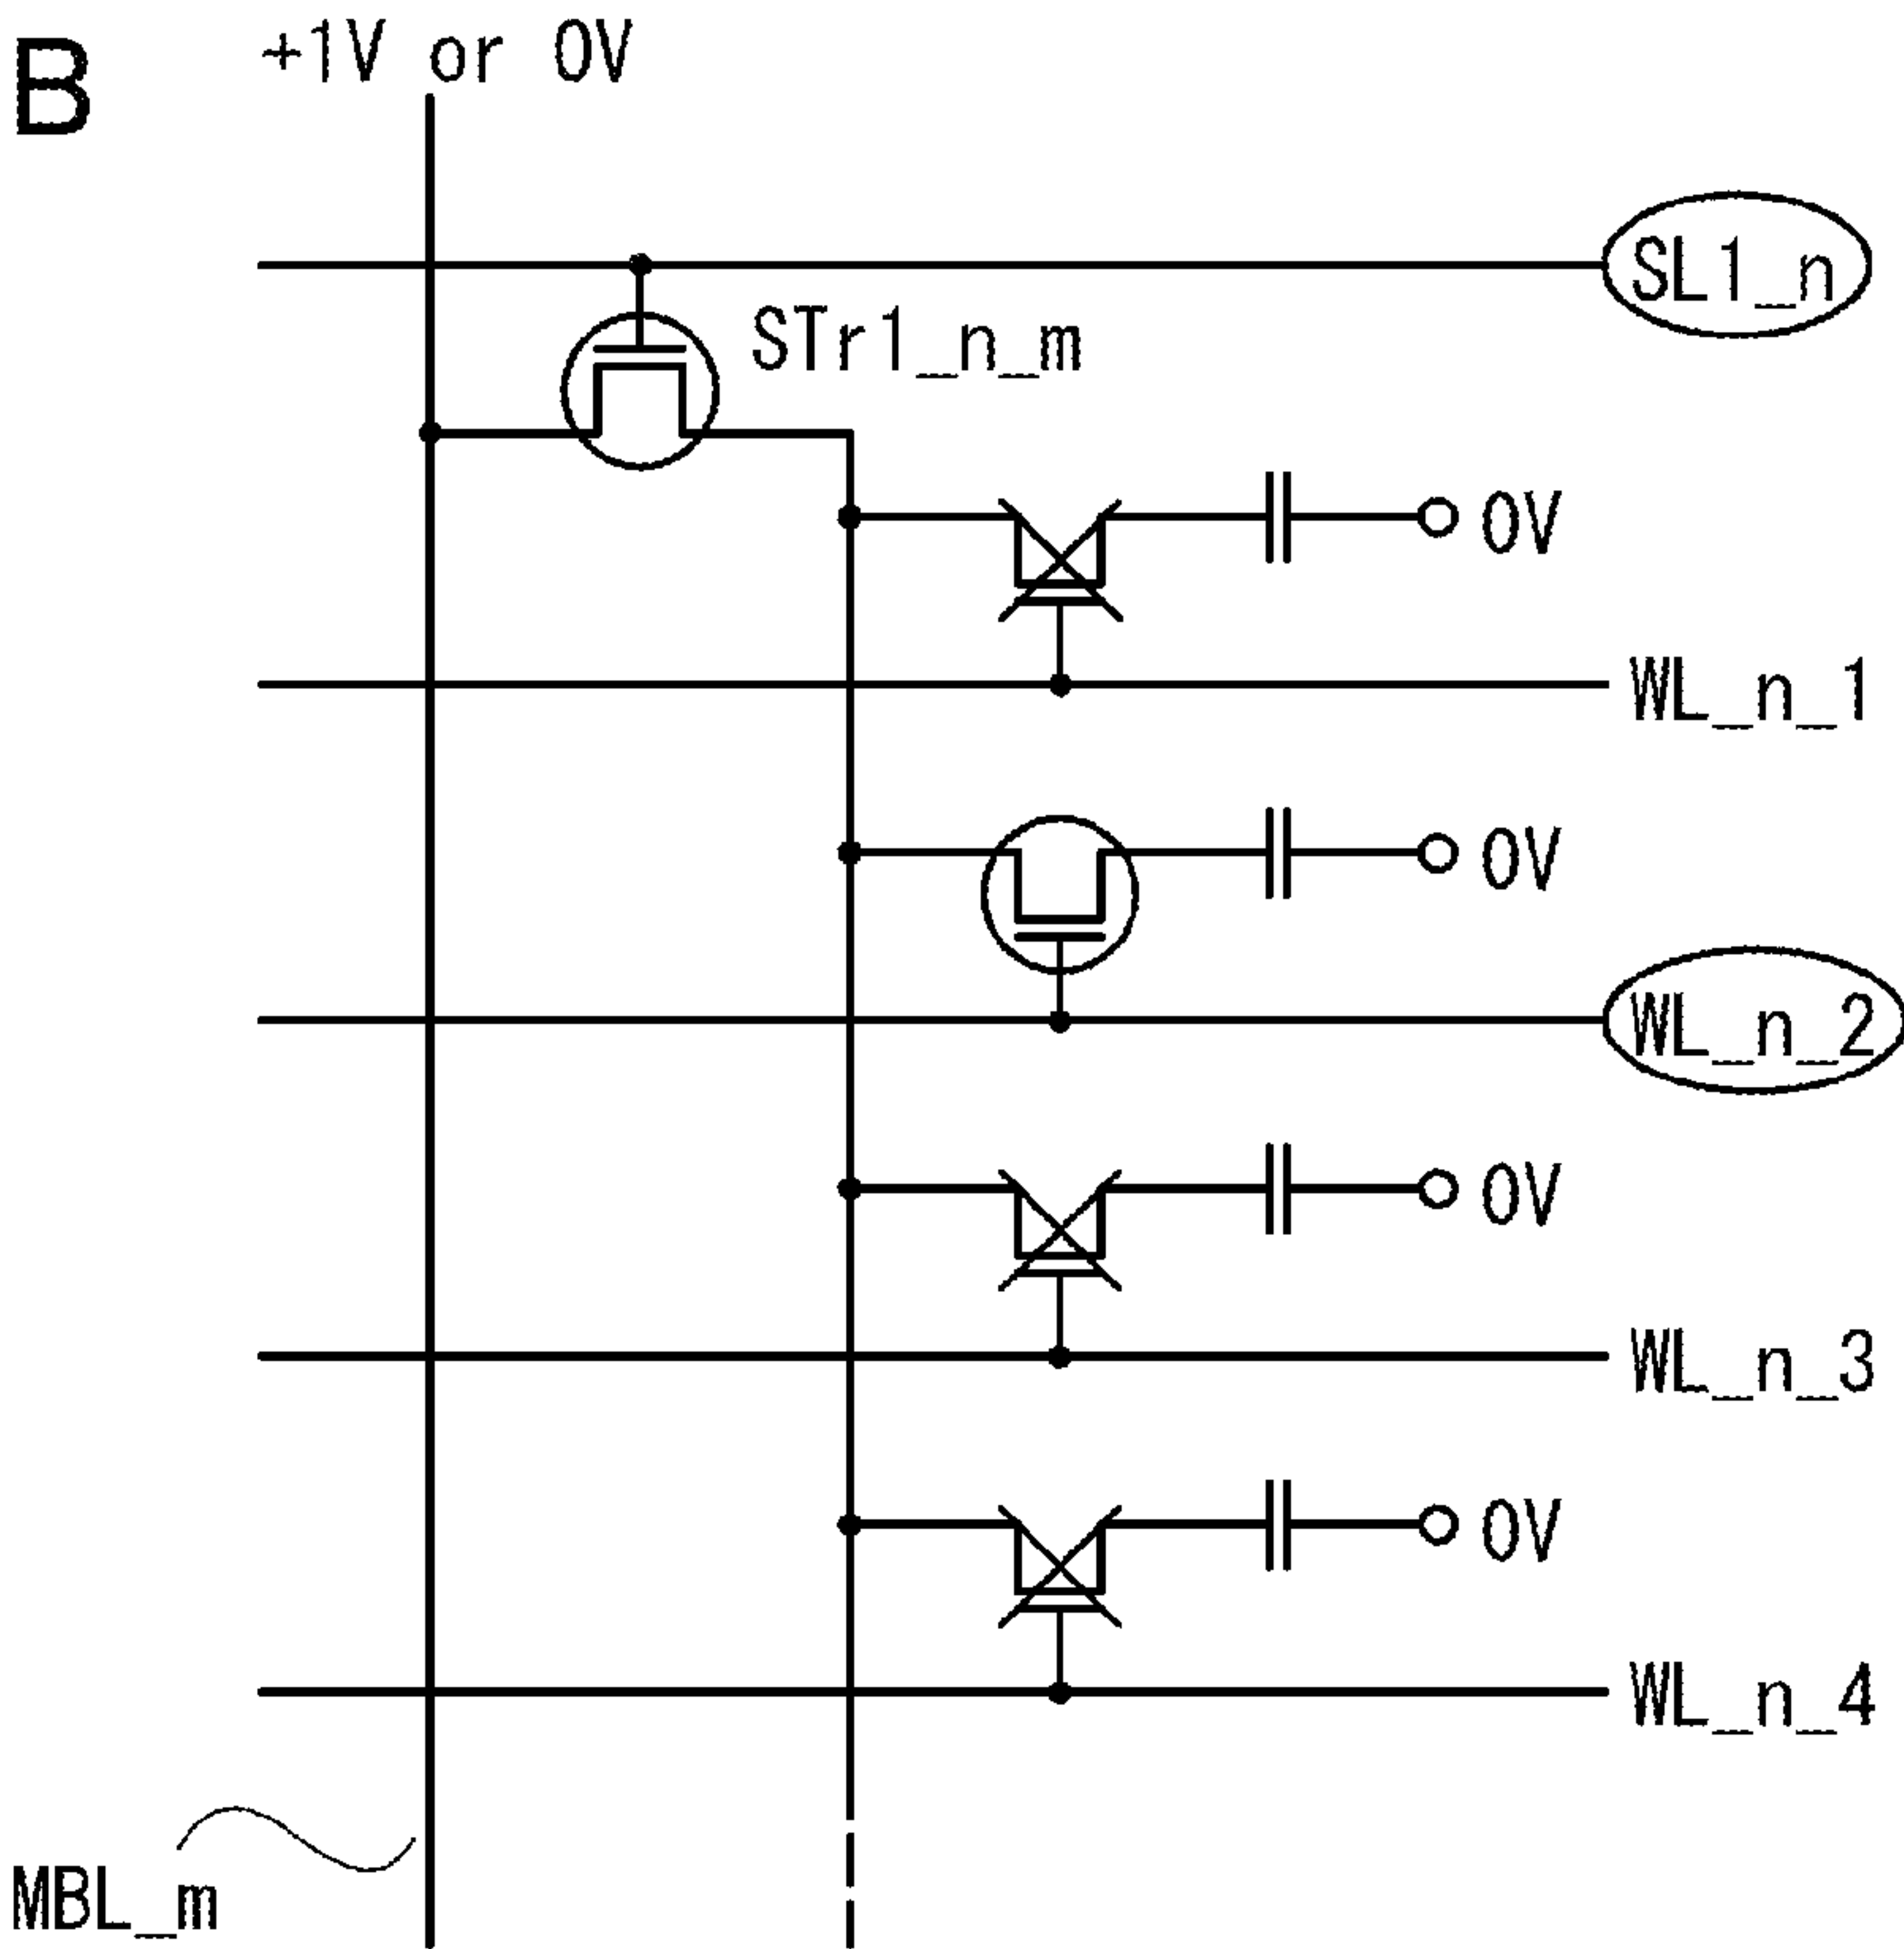 B
+1V or 0V
SL1_n
STr1_n_m
0V
WL_n_1
0V
WL_n_2
0V
WL_n_3
0V
WL_n_4
MBL_m